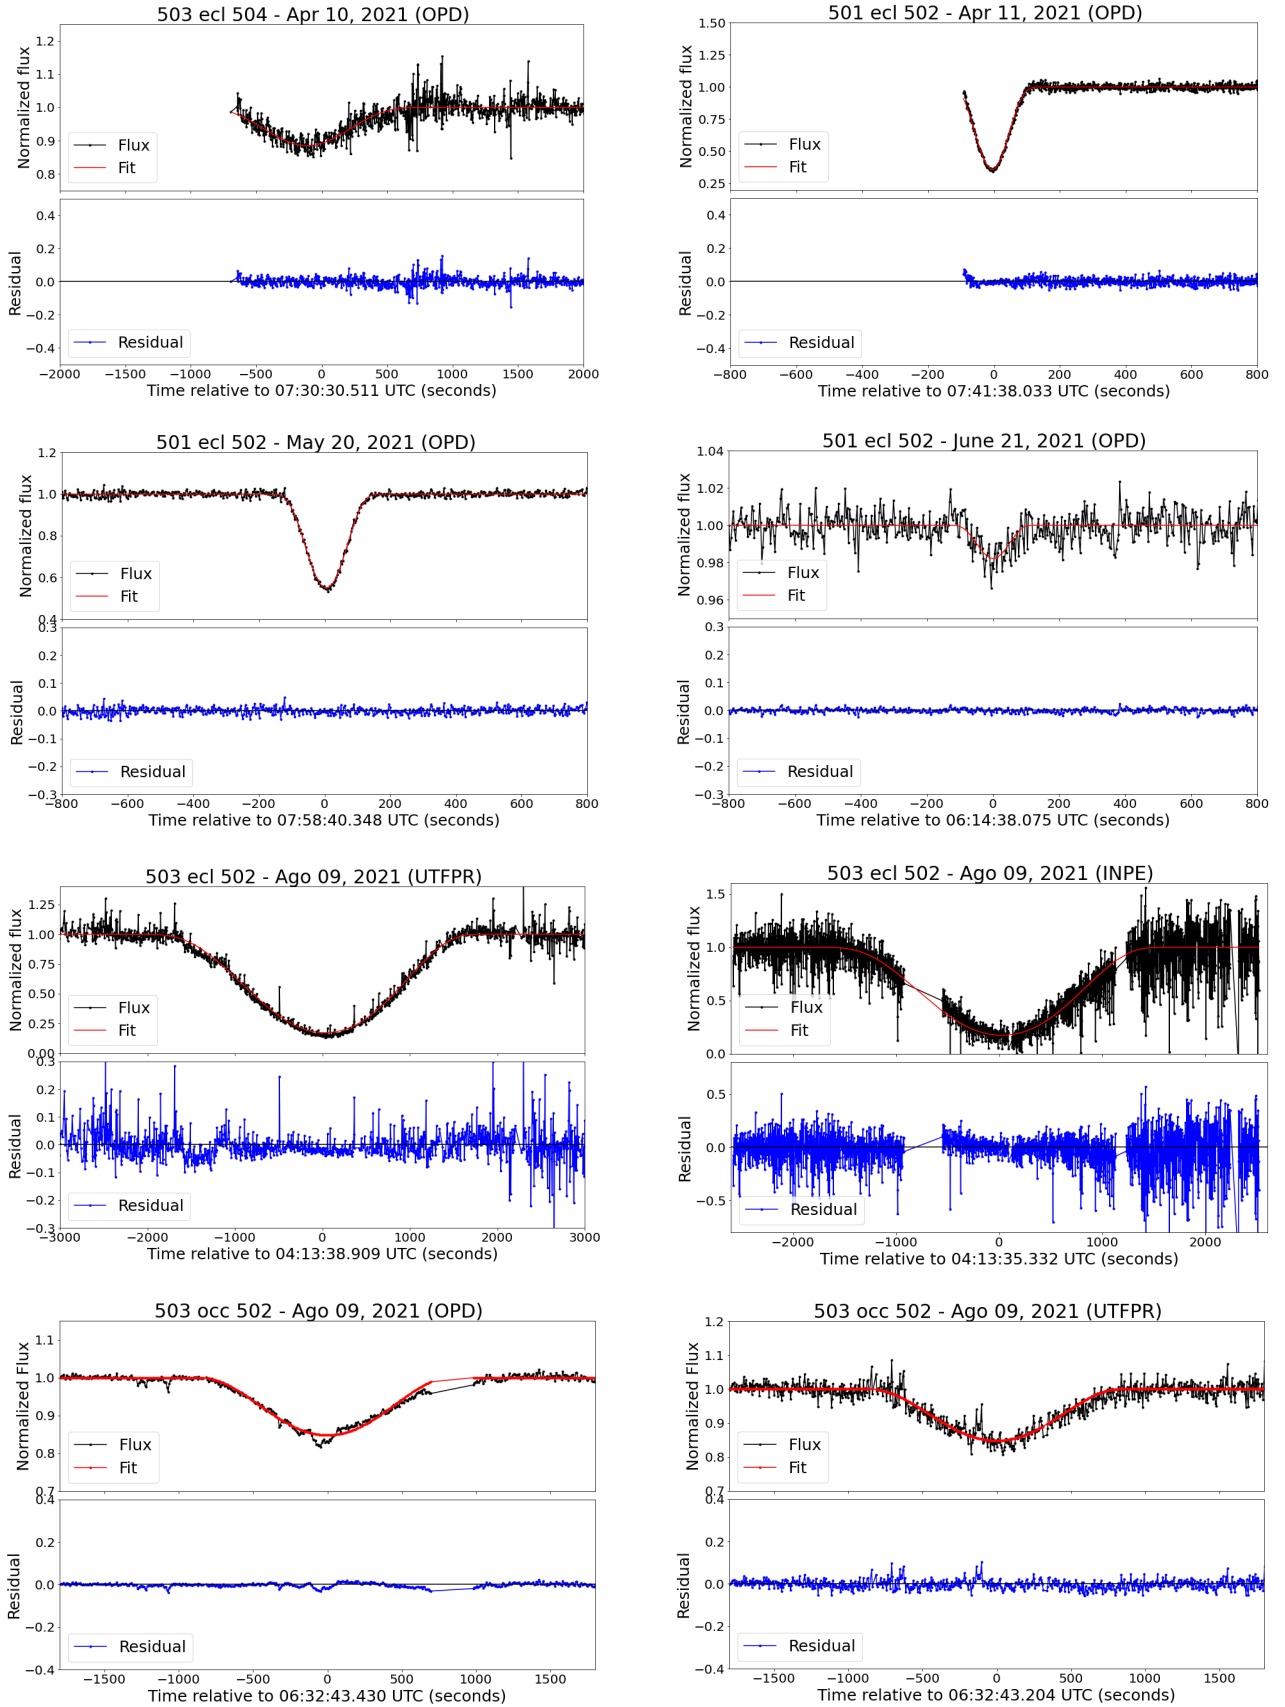 503 ecl 504 - Apr 10, 2021 (OPD)
Normalized flux
1.2
1.1
1.0
0.9
0.8
Flux
Fit
Residual
0.4
0.2
0.0
−0.2
−0.4
Residual
−2000 −1500 −1000 −500 0 500 1000 1500 2000
Time relative to 07:30:30.511 UTC (seconds)
501 ecl 502 - Apr 11, 2021 (OPD)
Normalized flux
1.50
1.25
1.00
0.75
0.50
0.25
Flux
Fit
Residual
0.4
0.2
0.0
−0.2
−0.4
Residual
−800 −600 −400 −200 0 200 400 600 800
Time relative to 07:41:38.033 UTC (seconds)
501 ecl 502 - May 20, 2021 (OPD)
Normalized flux
1.2
1.0
0.8
0.6
0.4
Flux
Fit
Residual
0.3
0.2
0.1
0.0
−0.1
−0.2
−0.3
Residual
−800 −600 −400 −200 0 200 400 600 800
Time relative to 07:58:40.348 UTC (seconds)
501 ecl 502 - June 21, 2021 (OPD)
Normalized flux
1.04
1.02
1.00
0.98
0.96
Flux
Fit
Residual
0.3
0.2
0.1
0.0
−0.1
−0.2
−0.3
Residual
−800 −600 −400 −200 0 200 400 600 800
Time relative to 06:14:38.075 UTC (seconds)
503 ecl 502 - Ago 09, 2021 (UTFPR)
Normalized flux
1.25
1.00
0.75
0.50
0.25
0.00
Flux
Fit
Residual
0.3
0.2
0.1
0.0
−0.1
−0.2
−0.3
Residual
−3000 −2000 −1000 0 1000 2000 3000
Time relative to 04:13:38.909 UTC (seconds)
503 ecl 502 - Ago 09, 2021 (INPE)
Normalized flux
1.5
1.0
0.5
0.0
Flux
Fit
Residual
0.5
0.0
−0.5
Residual
−2000 −1000 0 1000 2000
Time relative to 04:13:35.332 UTC (seconds)
503 occ 502 - Ago 09, 2021 (OPD)
Normalized Flux
1.1
1.0
0.9
0.8
0.7
Flux
Fit
Residual
0.4
0.2
0.0
−0.2
−0.4
Residual
−1500 −1000 −500 0 500 1000 1500
Time relative to 06:32:43.430 UTC (seconds)
503 occ 502 - Ago 09, 2021 (UTFPR)
Normalized Flux
1.2
1.1
1.0
0.9
0.8
0.7
Flux
Fit
Residual
0.4
0.2
0.0
−0.2
−0.4
Residual
−1500 −1000 −500 0 500 1000 1500
Time relative to 06:32:43.204 UTC (seconds)